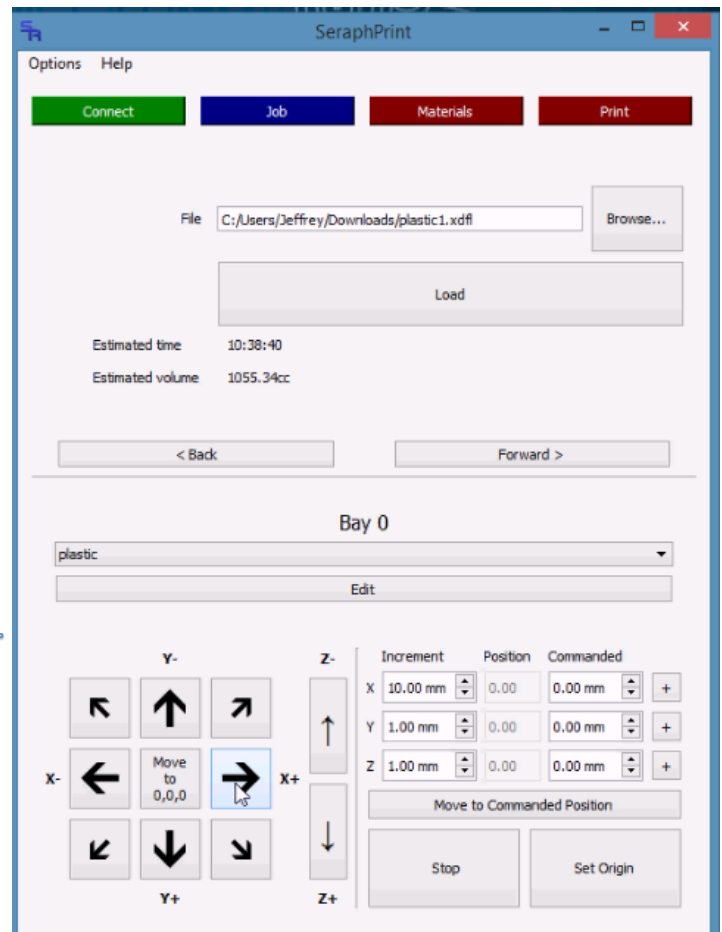 SR SeraphPrint
Options Help
Connect Job Materials Print
File C:/Users/Jeffrey/Downloads/plastic1.xdfl Browse...
Load
Estimated time 10:38:40
Estimated volume 1055.34cc
< Back Forward >
Bay 0
plastic
Edit
Y- Z- Increment Position Commanded
X 10.00 mm 0.00 0.00 mm +
Y 1.00 mm 0.00 0.00 mm +
X- Move to 0,0,0 X+ Z 1.00 mm 0.00 0.00 mm +
Move to Commanded Position
Stop Set Origin
Y+ Z+